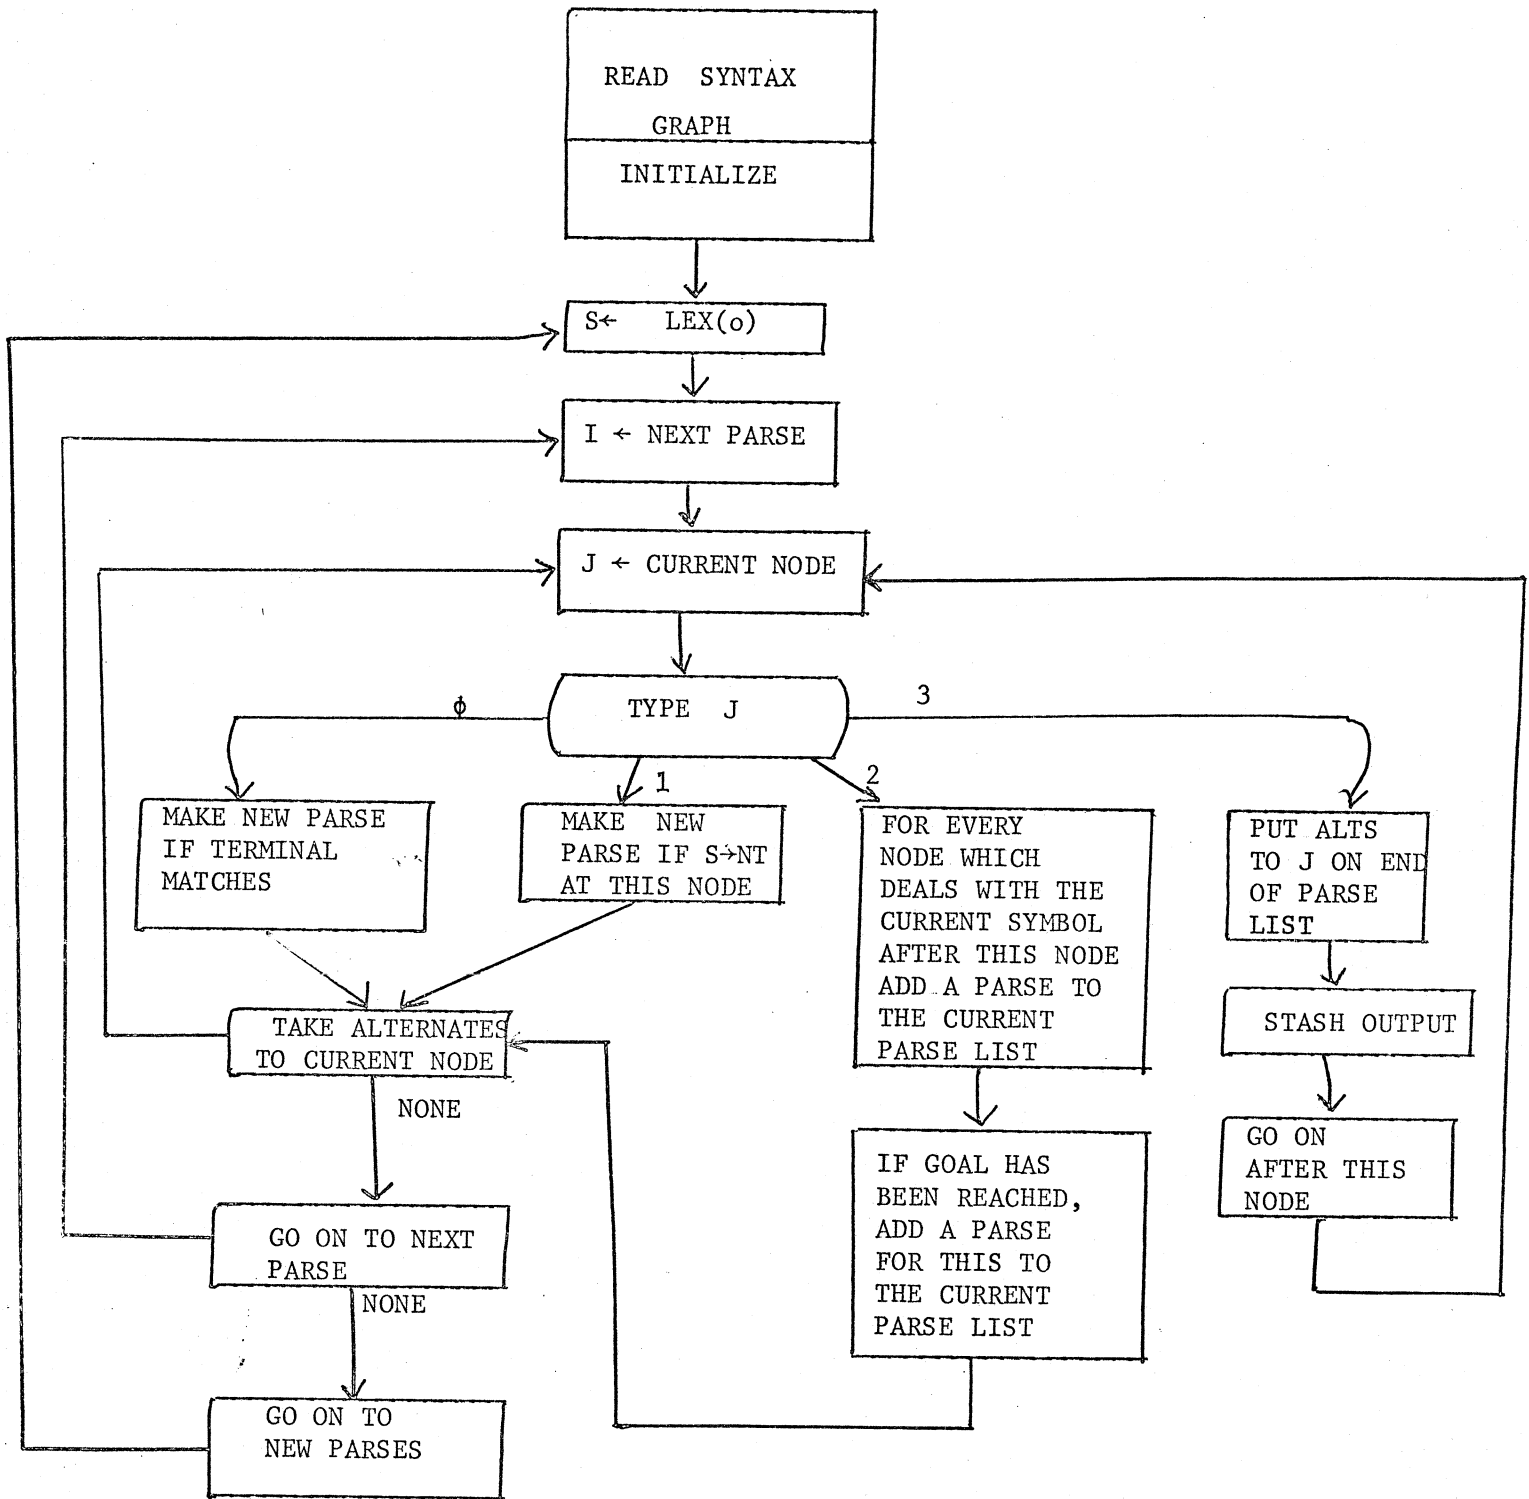 READ SYNTAX
GRAPH
INITIALIZE
S← LEX(o)
I ← NEXT PARSE
J ← CURRENT NODE
TYPE J
ϕ
1
2
3
MAKE NEW PARSE
IF TERMINAL
MATCHES
MAKE NEW
PARSE IF S→NT
AT THIS NODE
FOR EVERY
NODE WHICH
DEALS WITH THE
CURRENT SYMBOL
AFTER THIS NODE
ADD A PARSE TO
THE CURRENT
PARSE LIST
PUT ALTS
TO J ON END
OF PARSE
LIST
STASH OUTPUT
GO ON
AFTER THIS
NODE
TAKE ALTERNATES
TO CURRENT NODE
NONE
IF GOAL HAS
BEEN REACHED,
ADD A PARSE
FOR THIS TO
THE CURRENT
PARSE LIST
GO ON TO NEXT
PARSE
NONE
GO ON TO
NEW PARSES